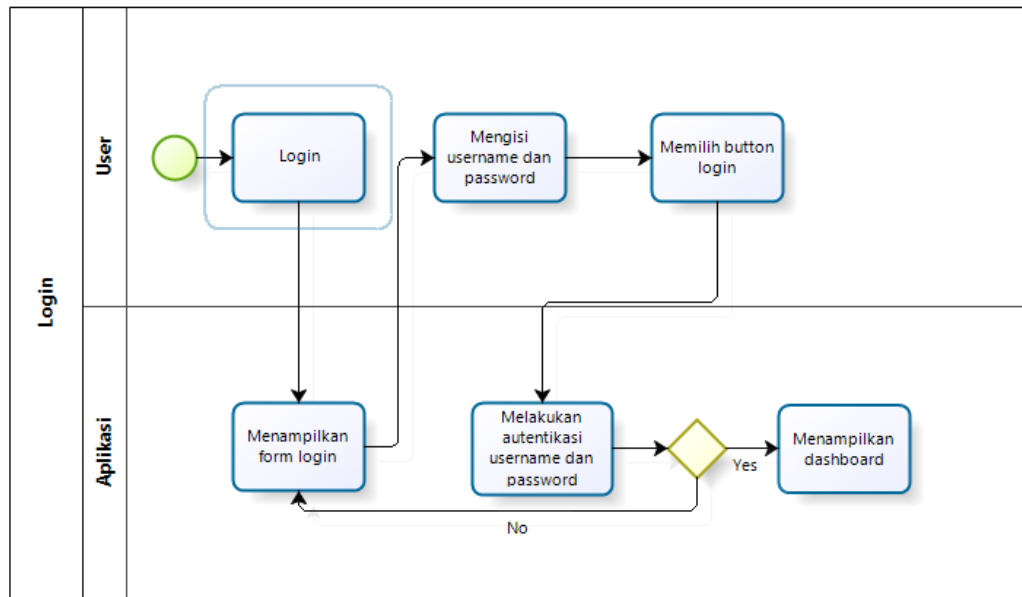 Login
User
Login
Mengisi
username dan
password
Memilih button
login
Aplikasi
Menampilkan
form login
Melakukan
autentikasi
username dan
password
Yes
Menampilkan
dashboard
No